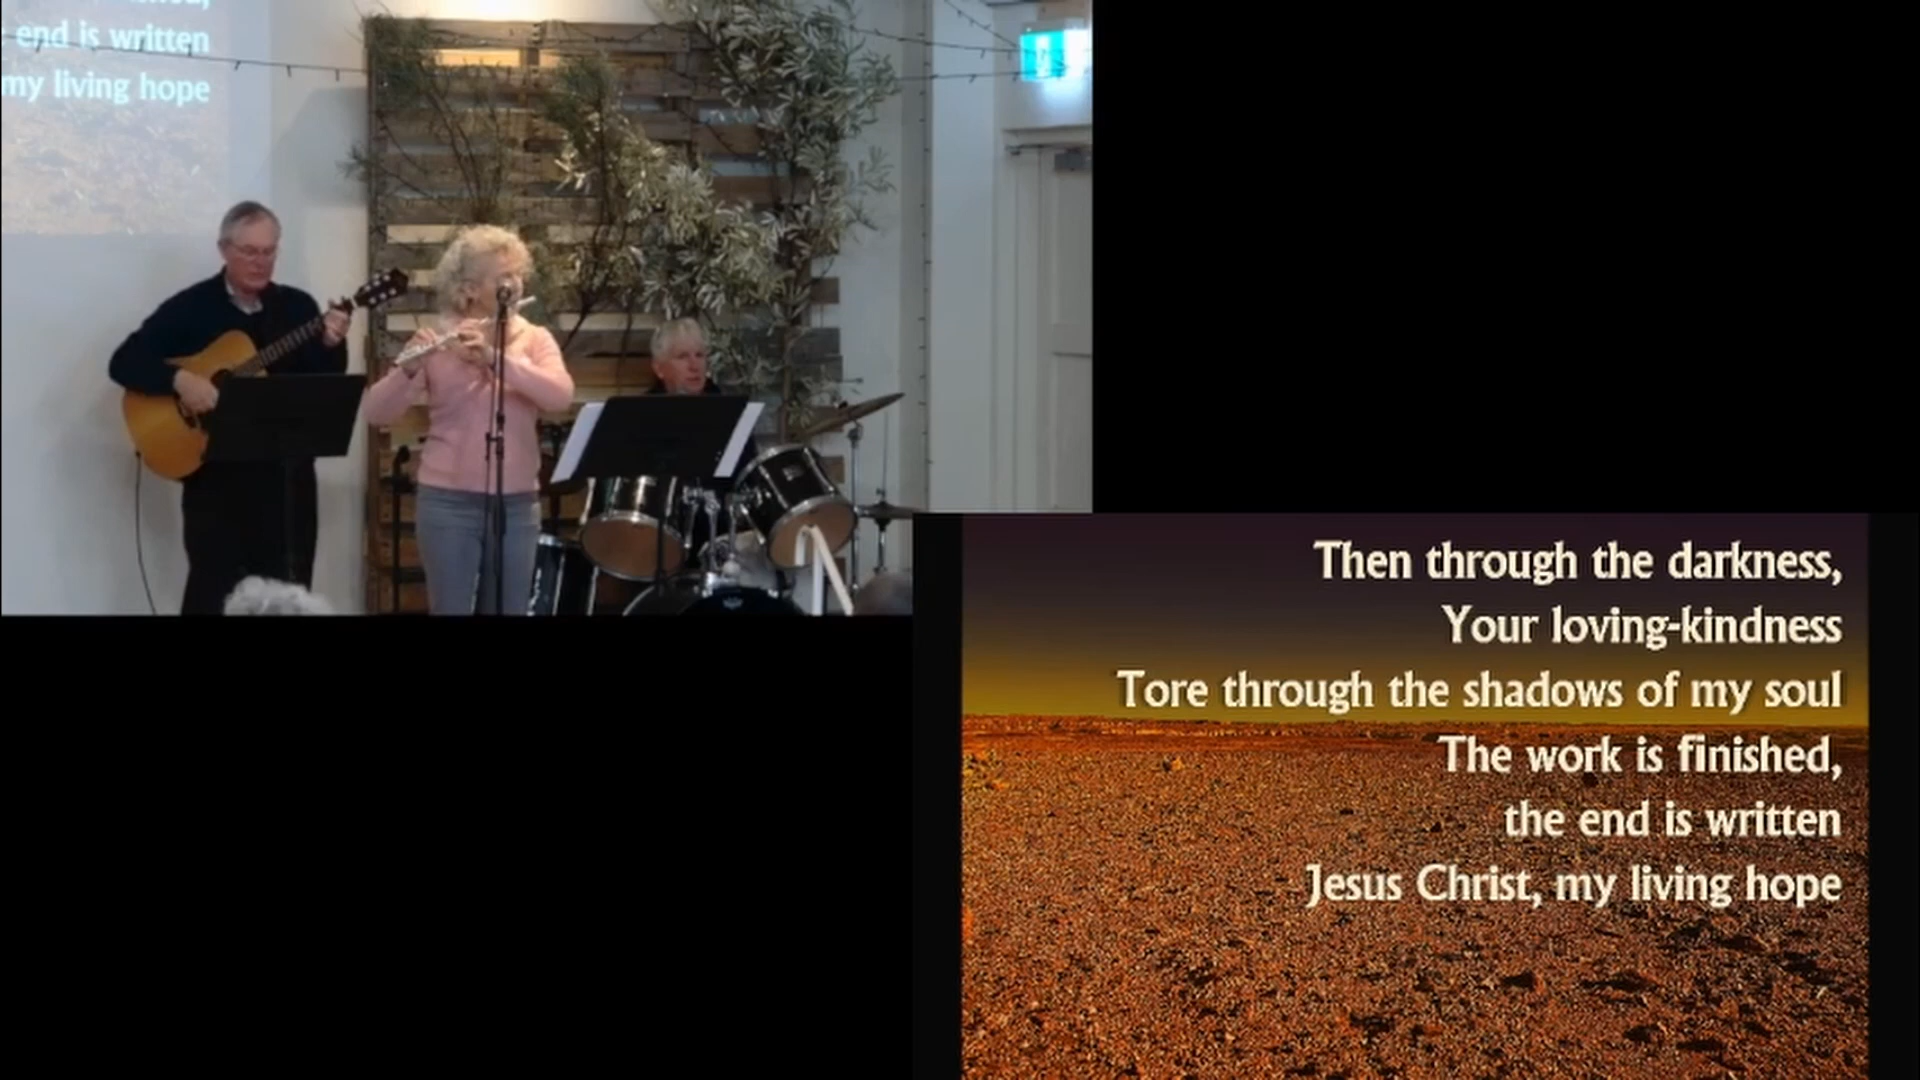 end is written
my living hope
Then through the darkness,
Your loving-kindness
Tore through the shadows of my soul
The work is finished,
the end is written
Jesus Christ, my living hope